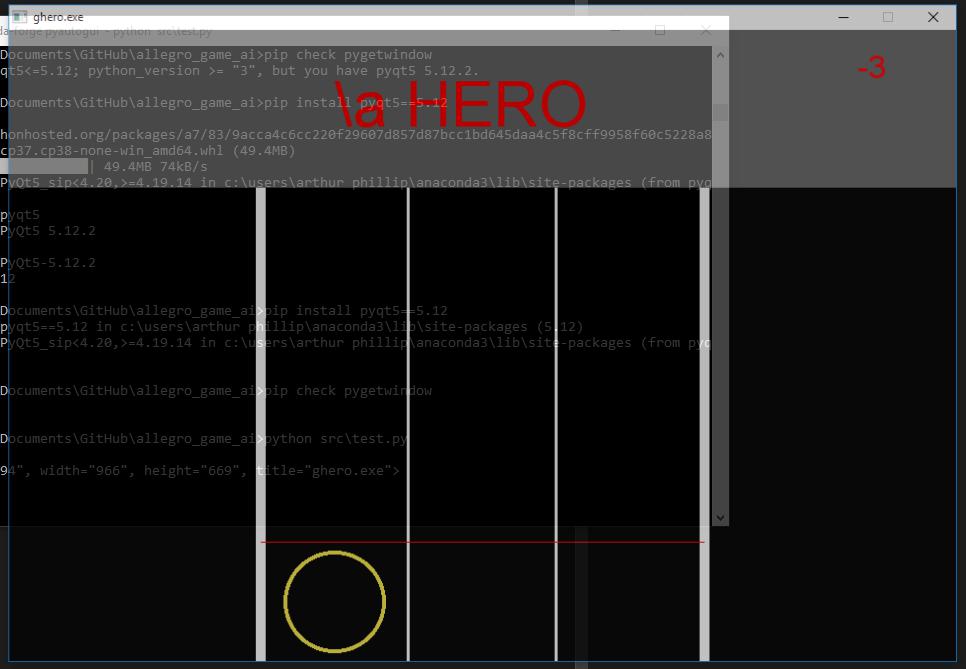 ghero.exe
da-forge pyautogui - python src\test.py
Documents\GitHub\allegro_game_ai>pip check pygetwindow
qt5<=5.12; python_version >= "3", but you have pyqt5 5.12.2.
-3
\a HERO
Documents\GitHub\allegro_game_ai>pip install pyqt5==5.12
honhosted.org/packages/a7/83/9acca4c6cc220f29607d857d87bcc1bd645daa4c5f8cff9958f60c5228a8
cp37.cp38-none-win_amd64.whl (49.4MB)
| 49.4MB 74kB/s
PyQt5_sip<4.20,>=4.19.14 in c:\users\arthur phillip\anaconda3\lib\site-packages (from pyq
pyqt5
PyQt5 5.12.2
PyQt5-5.12.2
12
Documents\GitHub\allegro_game_ai>pip install pyqt5==5.12
pyqt5==5.12 in c:\users\arthur phillip\anaconda3\lib\site-packages (5.12)
PyQt5_sip<4.20,>=4.19.14 in c:\users\arthur phillip\anaconda3\lib\site-packages (from pyq
Documents\GitHub\allegro_game_ai>pip check pygetwindow
Documents\GitHub\allegro_game_ai>python src\test.py
94", width="966", height="669", title="ghero.exe">